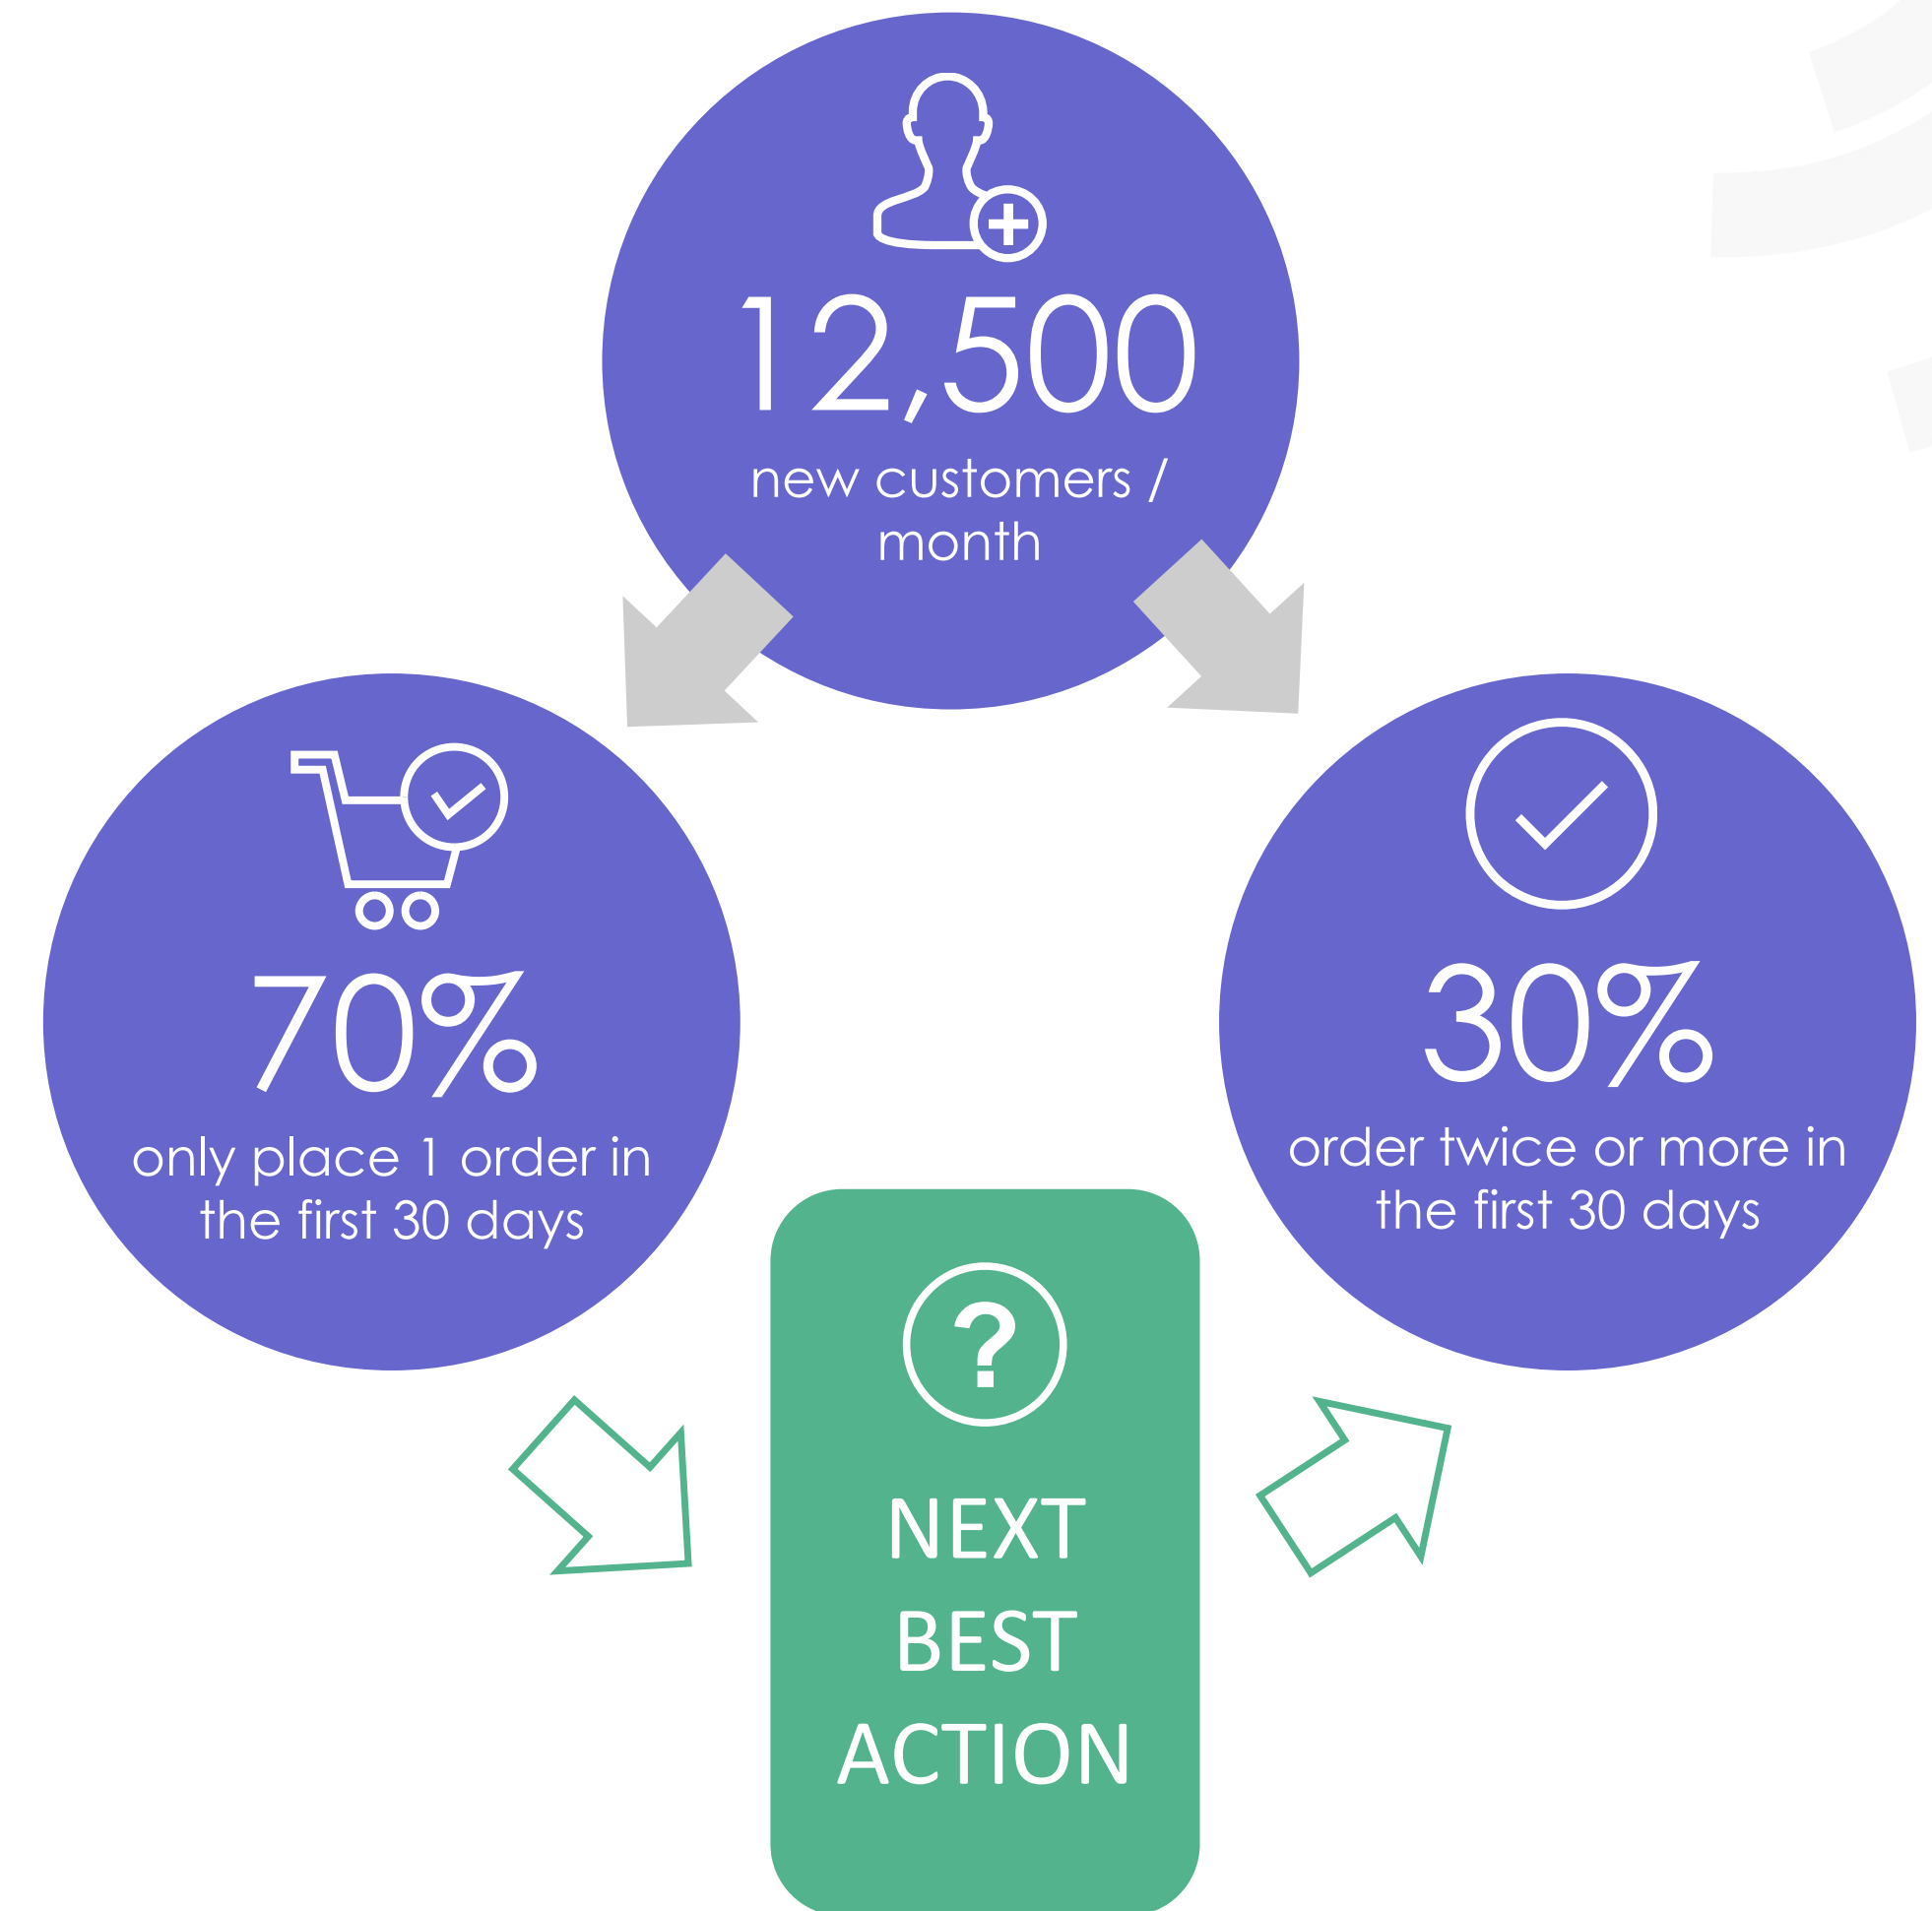 12,500
new customers /
month
70%
only place 1 order in
the first 30 days
30%
order twice or more in
the first 30 days
?
NEXT
BEST
ACTION